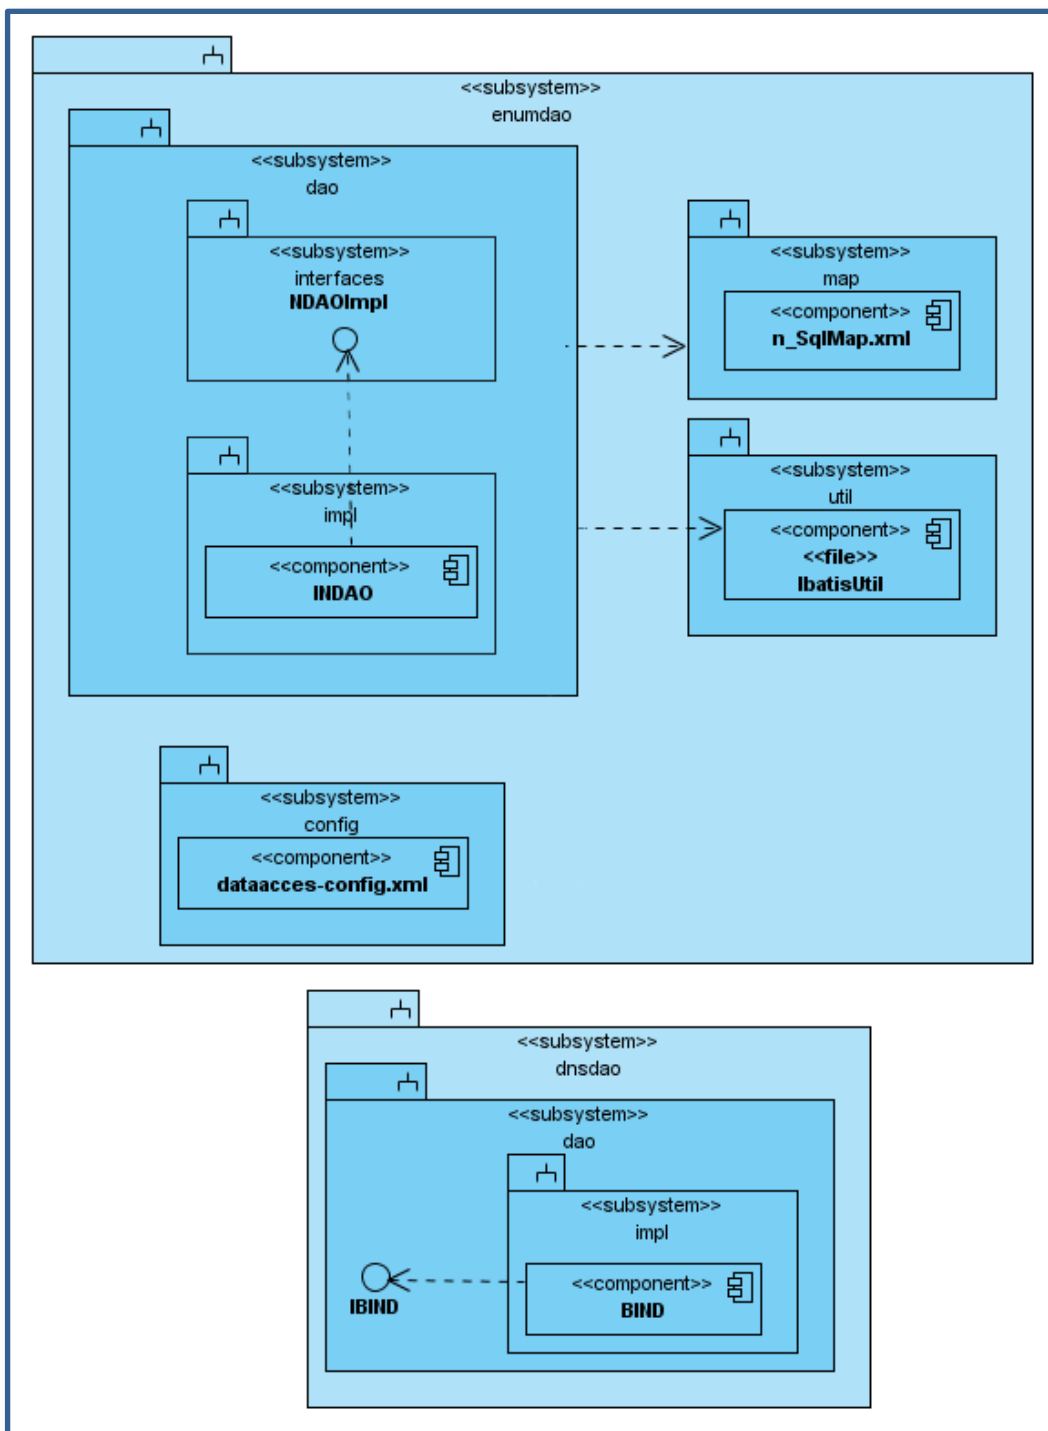 <<subsystem>>
enumdao
<<subsystem>>
dao
<<subsystem>>
interfaces
NDAOImpl
<<subsystem>>
impl
<<component>>
INDAO
<<subsystem>>
map
<<component>>
n_SqlMap.xml
<<subsystem>>
util
<<component>>
<<file>>
IbatisUtil
<<subsystem>>
config
<<component>>
dataacces-config.xml
<<subsystem>>
dnsdao
<<subsystem>>
dao
<<subsystem>>
impl
<<component>>
BIND
IBIND